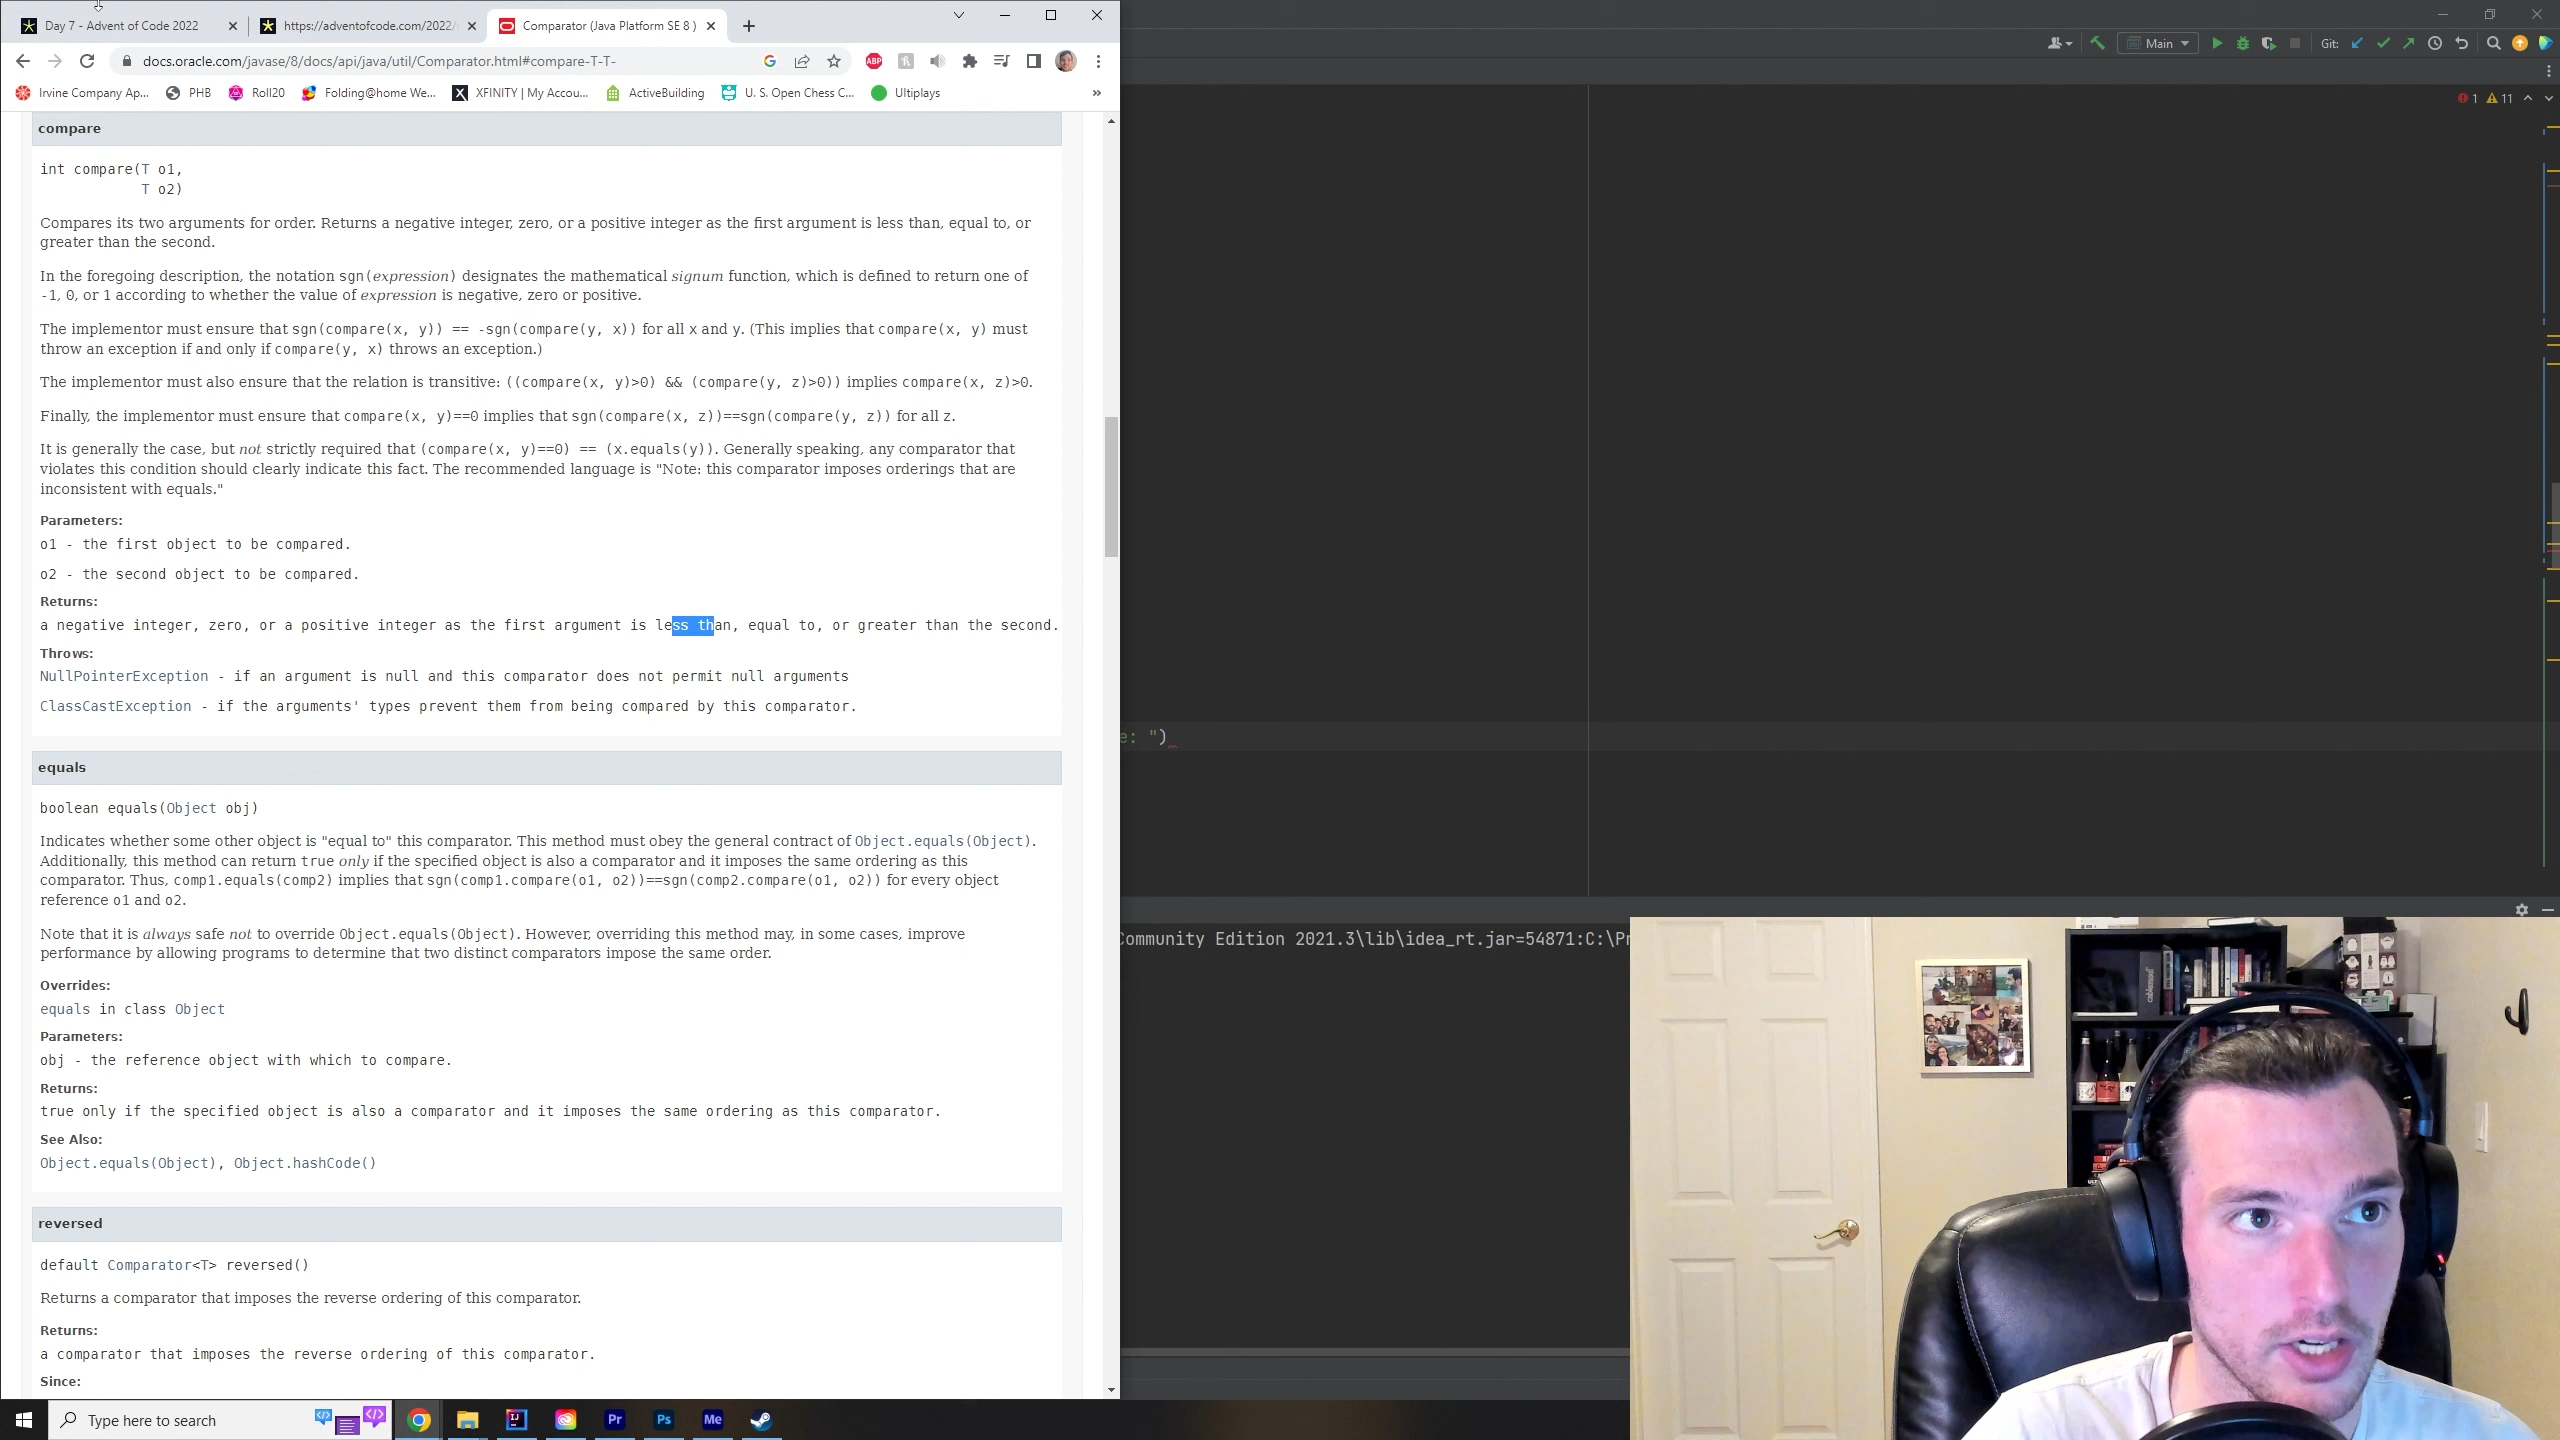 Day 7 - Advent of Code 2022
https://adventofcode.com/2022/
Comparator (Java Platform SE 8 )
docs.oracle.com/javase/8/docs/api/java/util/Comparator.html#compare-T-T-
ABP
Irvine Company Ap...
PHB
Roll20
Folding@home We...
XFINITY | My Accou...
ActiveBuilding
U. S. Open Chess C...
Ultiplays
»
Main
Git:
1
11
compare
int compare(T o1,
T o2)
Compares its two arguments for order. Returns a negative integer, zero, or a positive integer as the first argument is less than, equal to, or
greater than the second.
In the foregoing description, the notation sgn(expression) designates the mathematical signum function, which is defined to return one of
-1, 0, or 1 according to whether the value of expression is negative, zero or positive.
The implementor must ensure that sgn(compare(x, y)) == -sgn(compare(y, x)) for all x and y. (This implies that compare(x, y) must
throw an exception if and only if compare(y, x) throws an exception.)
The implementor must also ensure that the relation is transitive: ((compare(x, y)>0) && (compare(y, z)>0)) implies compare(x, z)>0.
Finally, the implementor must ensure that compare(x, y)==0 implies that sgn(compare(x, z))==sgn(compare(y, z)) for all z.
It is generally the case, but not strictly required that (compare(x, y)==0) == (x.equals(y)). Generally speaking, any comparator that
violates this condition should clearly indicate this fact. The recommended language is "Note: this comparator imposes orderings that are
inconsistent with equals."
Parameters:
o1 - the first object to be compared.
o2 - the second object to be compared.
Returns:
a negative integer, zero, or a positive integer as the first argument is less than, equal to, or greater than the second.
Throws:
NullPointerException - if an argument is null and this comparator does not permit null arguments
ClassCastException - if the arguments' types prevent them from being compared by this comparator.
e: ")
equals
boolean equals(Object obj)
Indicates whether some other object is "equal to" this comparator. This method must obey the general contract of Object.equals(Object).
Additionally, this method can return true only if the specified object is also a comparator and it imposes the same ordering as this
comparator. Thus, comp1.equals(comp2) implies that sgn(comp1.compare(o1, o2))==sgn(comp2.compare(o1, o2)) for every object
reference o1 and o2.
Note that it is always safe not to override Object.equals(Object). However, overriding this method may, in some cases, improve
performance by allowing programs to determine that two distinct comparators impose the same order.
Overrides:
equals in class Object
Parameters:
obj - the reference object with which to compare.
Returns:
true only if the specified object is also a comparator and it imposes the same ordering as this comparator.
See Also:
Object.equals(Object), Object.hashCode()
ommunity Edition 2021.3\lib\idea_rt.jar=54871:C:\Pr
reversed
default Comparator<T> reversed()
Returns a comparator that imposes the reverse ordering of this comparator.
Returns:
a comparator that imposes the reverse ordering of this comparator.
Since:
Type here to search
Pr
Ps
Me